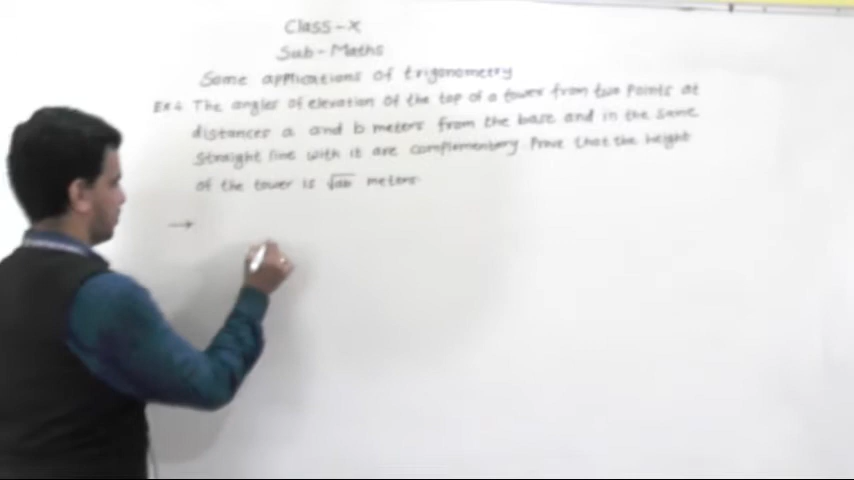 Class-X
Sub-Maths
Some applications of trigonometry
Ex: The angles of elevation of the top of a tower from two points at
distances a and b meters from the base and in the same
straight line with it are complementary. Prove that the height
of the tower is √ab meters.
→